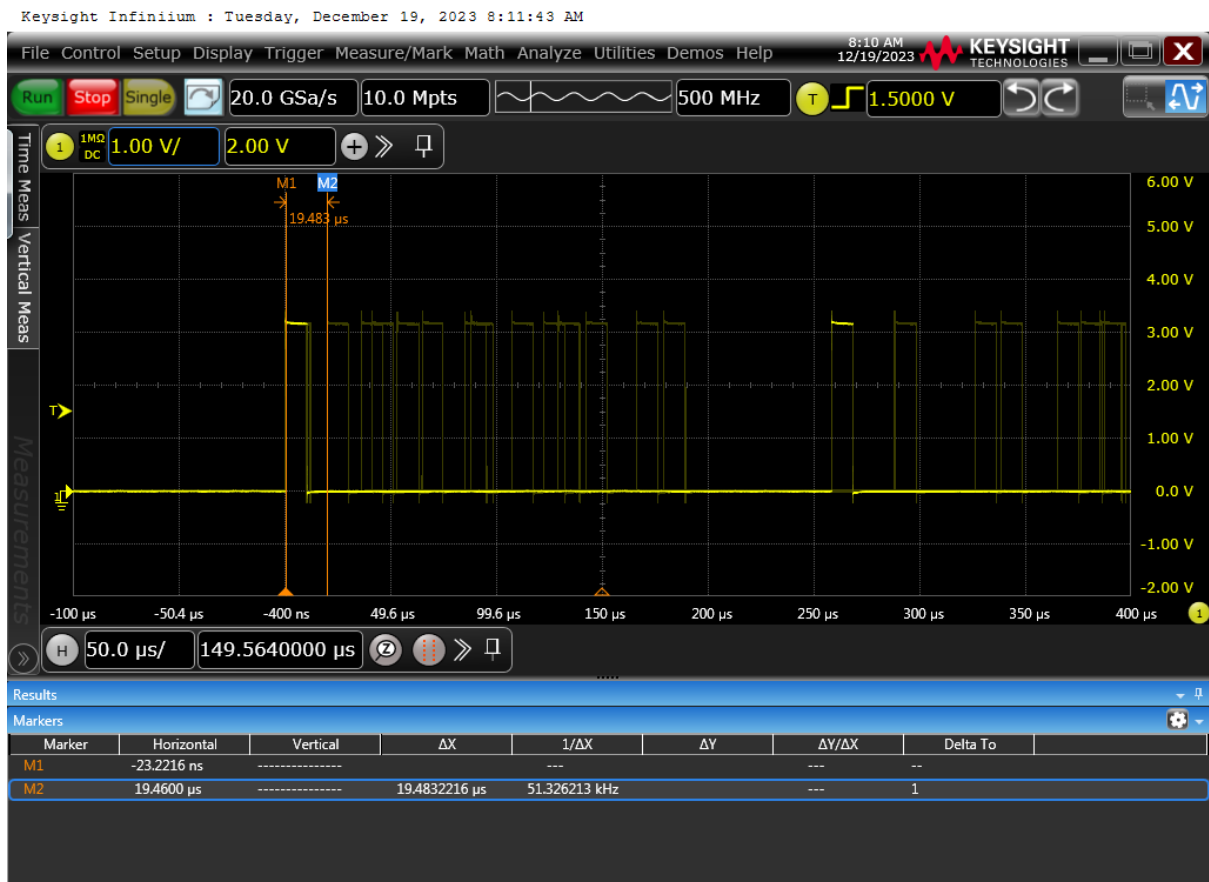 Keysight Infiniium : Tuesday, December 19, 2023 8:11:43 AM
File Control Setup Display Trigger Measure/Mark Math Analyze Utilities Demos Help 8:10 AM 12/19/2023 KEYSIGHT TECHNOLOGIES X
Run Stop Single 20.0 GSa/s 10.0 Mpts 500 MHz T 1.5000 V
1 1MΩ DC 1.00 V/ 2.00 V +
Time Meas
Vertical Meas
Measurements
M1 M2
19.483 µs
6.00 V
5.00 V
4.00 V
3.00 V
2.00 V
T
1.00 V
1 0.0 V
-1.00 V
-2.00 V
-100 µs -50.4 µs -400 ns 49.6 µs 99.6 µs 150 µs 200 µs 250 µs 300 µs 350 µs 400 µs 1
H 50.0 µs/ 149.5640000 µs Z
Results
Markers
Marker Horizontal Vertical ΔX 1/ΔX ΔY ΔY/ΔX Delta To
M1 -23.2216 ns --------------- --- --- --
M2 19.4600 µs --------------- 19.4832216 µs 51.326213 kHz --- 1